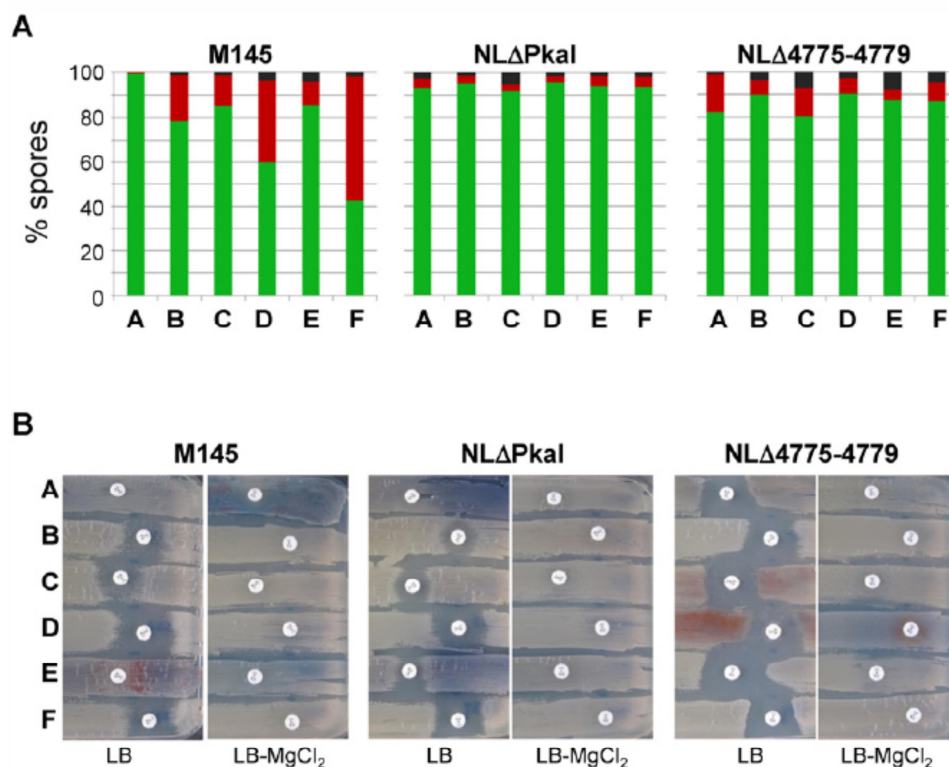 A
M145 NLΔPkaI NLΔ4775-4779
% spores
100
80
60
40
20
0
A B C D E F A B C D E F A B C D E F
B
M145 NLΔPkaI NLΔ4775-4779
A
B
C
D
E
F
LB LB-MgCl₂ LB LB-MgCl₂ LB LB-MgCl₂